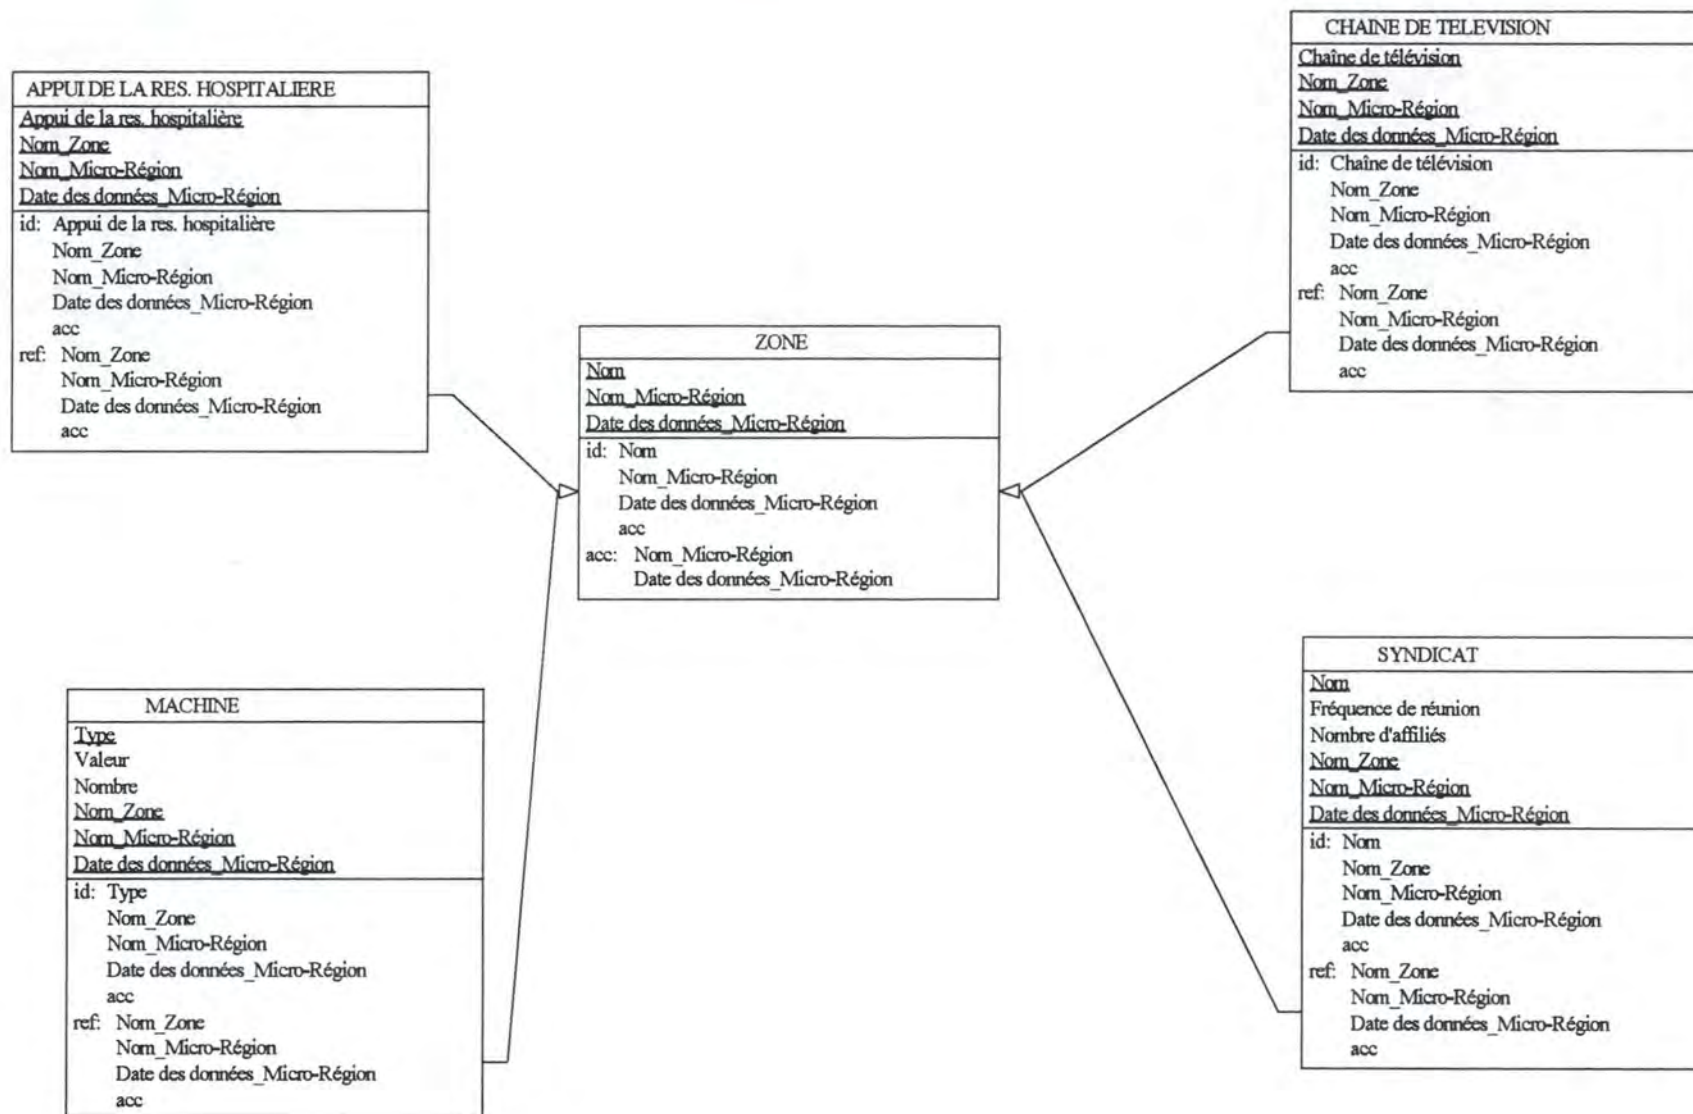 APPUI DE LA RES. HOSPITALIERE
Appui de la res. hospitalière
Nom_Zone
Nom_Micro-Région
Date des données_Micro-Région
id: Appui de la res. hospitalière
Nom_Zone
Nom_Micro-Région
Date des données_Micro-Région
acc
ref: Nom_Zone
Nom_Micro-Région
Date des données_Micro-Région
acc
CHAINE DE TELEVISION
Chaîne de télévision
Nom_Zone
Nom_Micro-Région
Date des données_Micro-Région
id: Chaîne de télévision
Nom_Zone
Nom_Micro-Région
Date des données_Micro-Région
acc
ref: Nom_Zone
Nom_Micro-Région
Date des données_Micro-Région
acc
ZONE
Nom
Nom_Micro-Région
Date des données_Micro-Région
id: Nom
Nom_Micro-Région
Date des données_Micro-Région
acc
acc: Nom_Micro-Région
Date des données_Micro-Région
MACHINE
Type
Valeur
Nombre
Nom_Zone
Nom_Micro-Région
Date des données_Micro-Région
id: Type
Nom_Zone
Nom_Micro-Région
Date des données_Micro-Région
acc
ref: Nom_Zone
Nom_Micro-Région
Date des données_Micro-Région
acc
SYNDICAT
Nom
Fréquence de réunion
Nombre d'affiliés
Nom_Zone
Nom_Micro-Région
Date des données_Micro-Région
id: Nom
Nom_Zone
Nom_Micro-Région
Date des données_Micro-Région
acc
ref: Nom_Zone
Nom_Micro-Région
Date des données_Micro-Région
acc